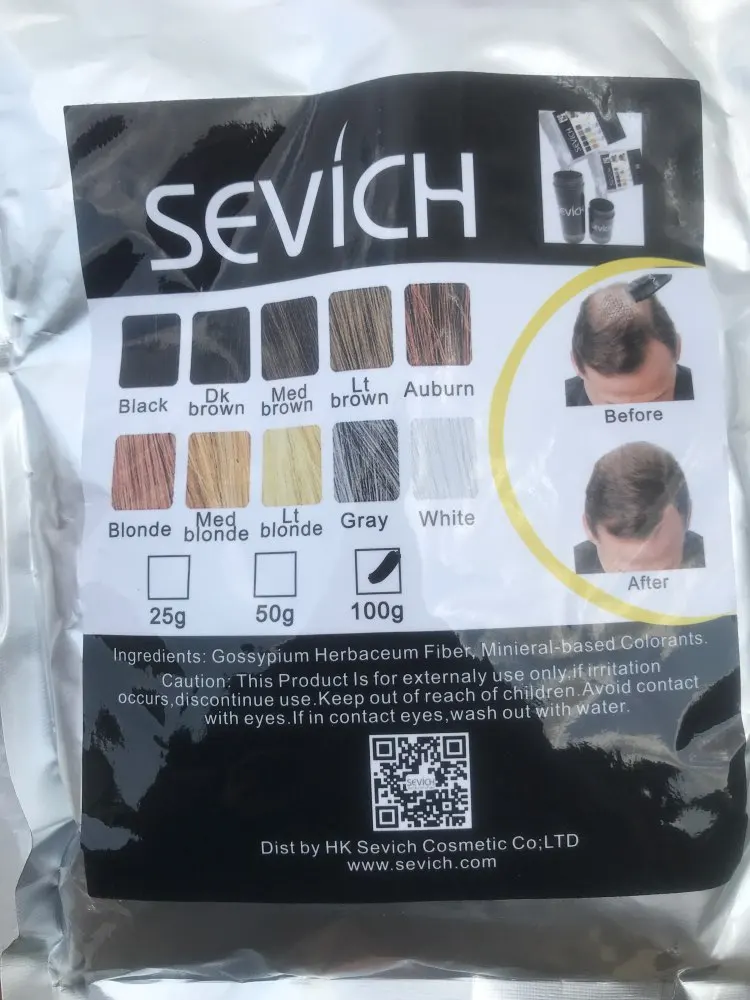 SEVICH
Black
Dk brown
Med brown
Lt brown
Auburn
Blonde
Med blonde
Lt blonde
Gray
White
Before
After
25g
50g
100g
Ingredients: Gossypium Herbaceum Fiber, Minieral-based Colorants.
Caution: This Product Is for externaly use only.if irritation
occurs,discontinue use.Keep out of reach of children.Avoid contact
with eyes.If in contact eyes,wash out with water.
SEVICH
Dist by HK Sevich Cosmetic Co;LTD
www.sevich.com